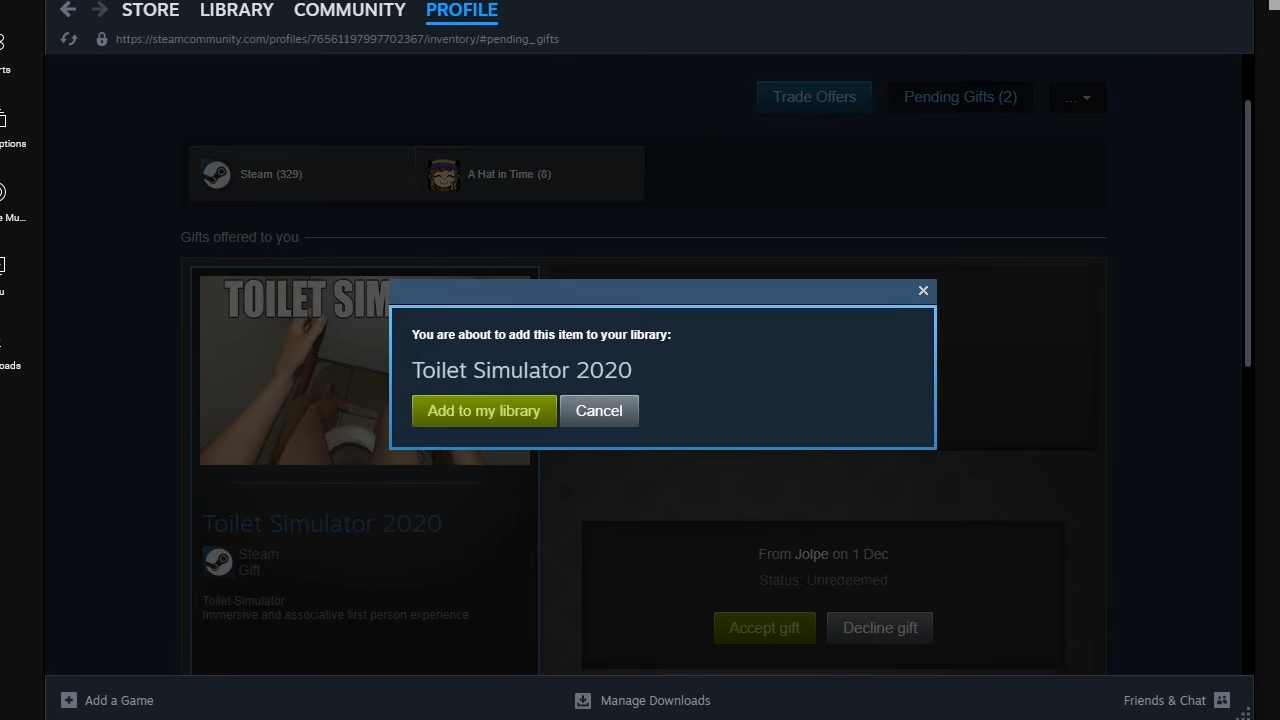 STORE LIBRARY COMMUNITY PROFILE
https://steamcommunity.com/profiles/76561197997702367/inventory/#pending_gifts
rts
ptions
e Mu...
u
oads
Trade Offers Pending Gifts (2) ...
Steam (329) A Hat in Time (8)
Gifts offered to you
TOILET SIM
You are about to add this item to your library:
Toilet Simulator 2020
Add to my library Cancel
Toilet Simulator 2020
Steam
Gift
Toilet Simulator
Immersive and associative first person experience
From Jolpe on 1 Dec
Status: Unredeemed
Accept gift Decline gift
Add a Game Manage Downloads Friends & Chat